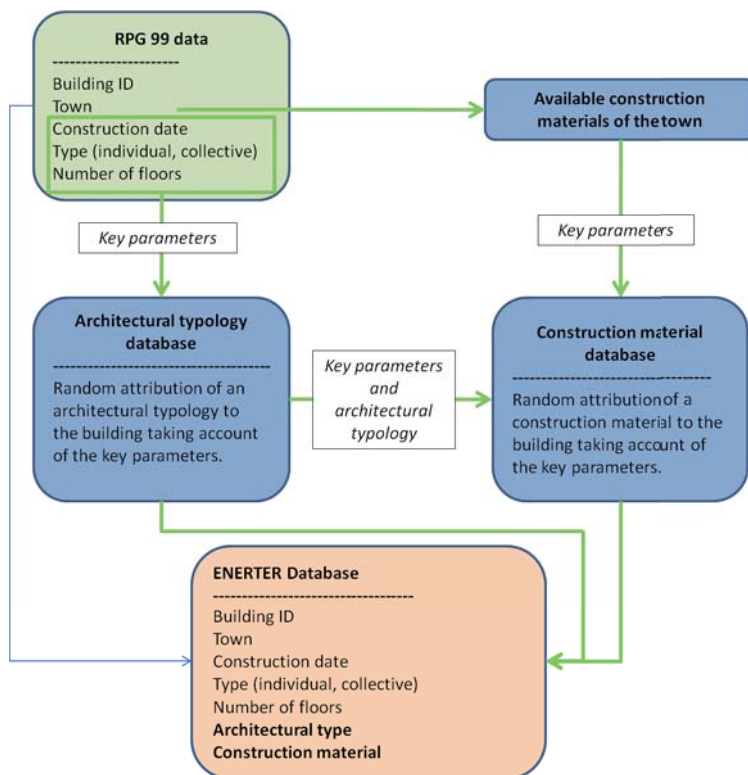 RPG 99 data
----------------------
Building ID
Town
Construction date
Type (individual, collective)
Number of floors
Available construction
materials of the town
Key parameters
Key parameters
Architectural typology
database
--------------------------------------
Random attribution of an
architectural typology to
the building taking account
of the key parameters.
Key parameters
and
architectural
typology
Construction material
database
-----------------------------------
Random attribution of a
construction material to the
building taking account of
the key parameters.
ENERTER Database
-----------------------------------
Building ID
Town
Construction date
Type (individual, collective)
Number of floors
Architectural type
Construction material